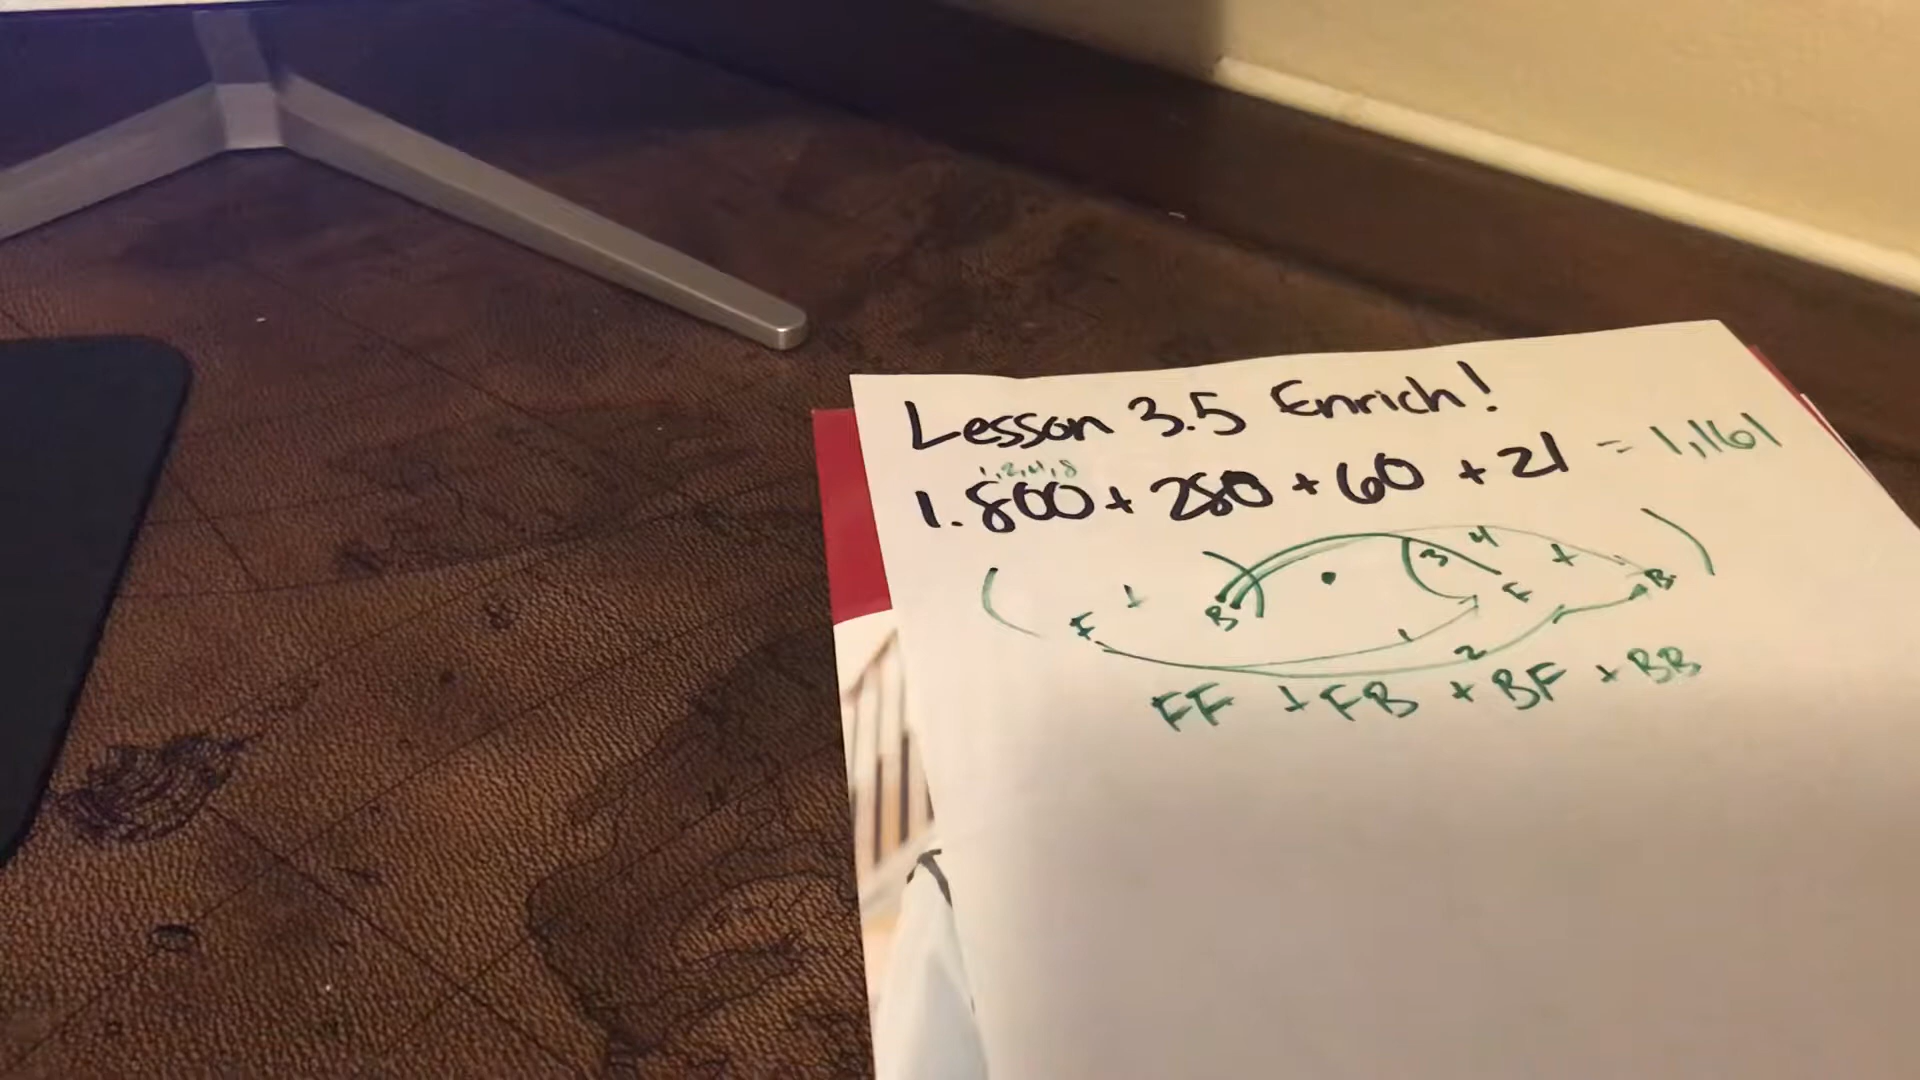 Lesson 3.5 Enrich!
1,2,4,8
1. 800 + 280 + 60 + 21 = 1,161
( F + B ) • ( F + B )
1 2 3 4
FF + FB + BF + BB